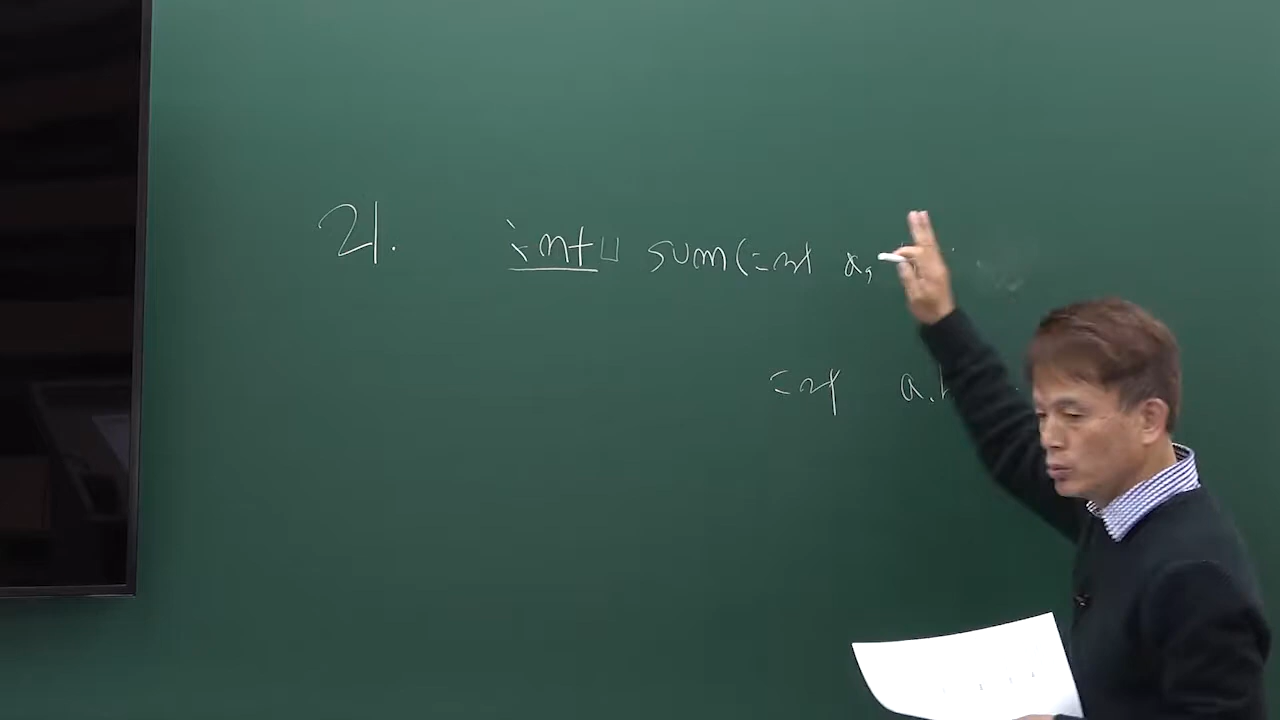 21. int␣ sum(int a,
int a,